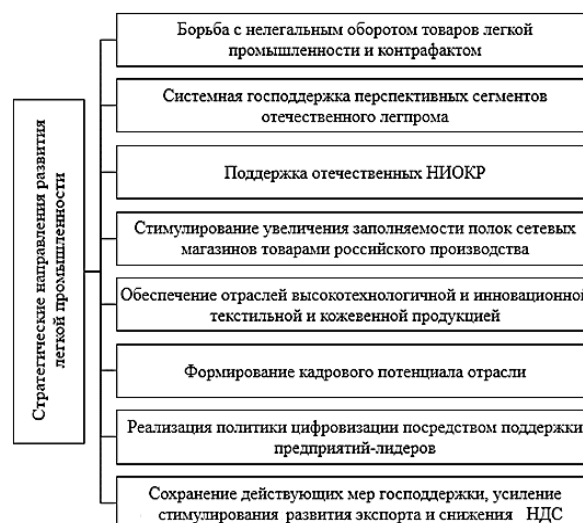 Стратегические направления развития
легкой промышленности
Борьба с нелегальным оборотом товаров легкой
промышленности и контрафактом
Системная господдержка перспективных сегментов
отечественного легпрома
Поддержка отечественных НИОКР
Стимулирование увеличения заполняемости полок сетевых
магазинов товарами российского производства
Обеспечение отраслей высокотехнологичной и инновационной
текстильной и кожевенной продукцией
Формирование кадрового потенциала отрасли
Реализация политики цифровизации посредством поддержки
предприятий-лидеров
Сохранение действующих мер господдержки, усиление
стимулирования развития экспорта и снижения НДС